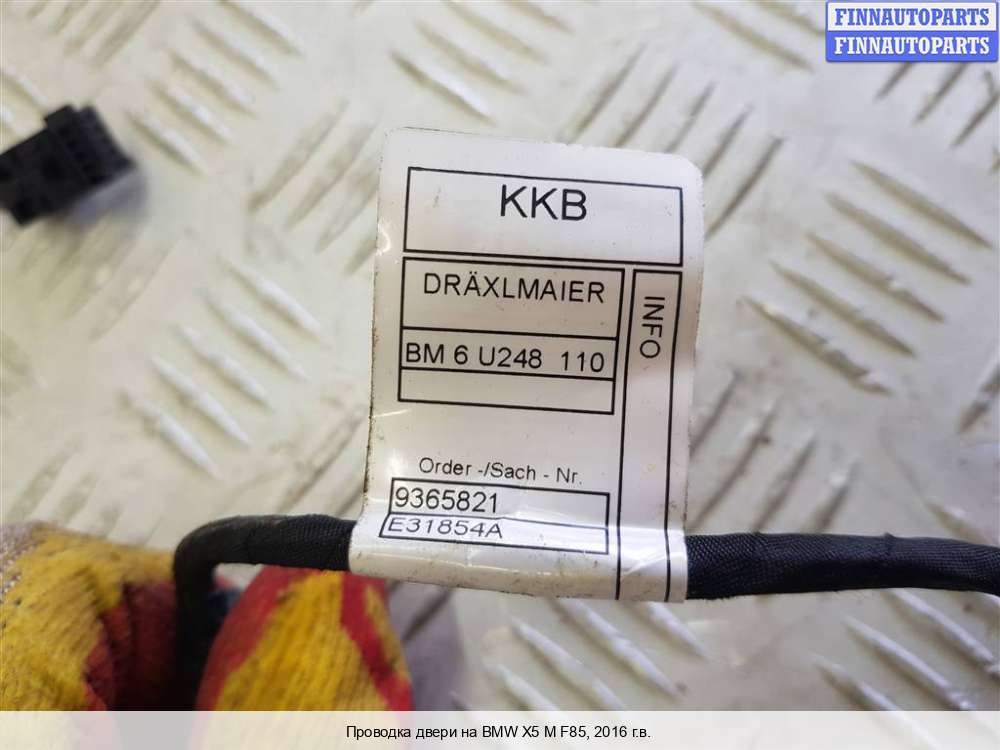 FINNAUTOPARTS
FINNAUTOPARTS
KKB
DRÄXLMAIER
INFO
BM 6 U248 110
Order -/Sach - Nr.
9365821
E31854A
Проводка двери на BMW X5 M F85, 2016 г.в.